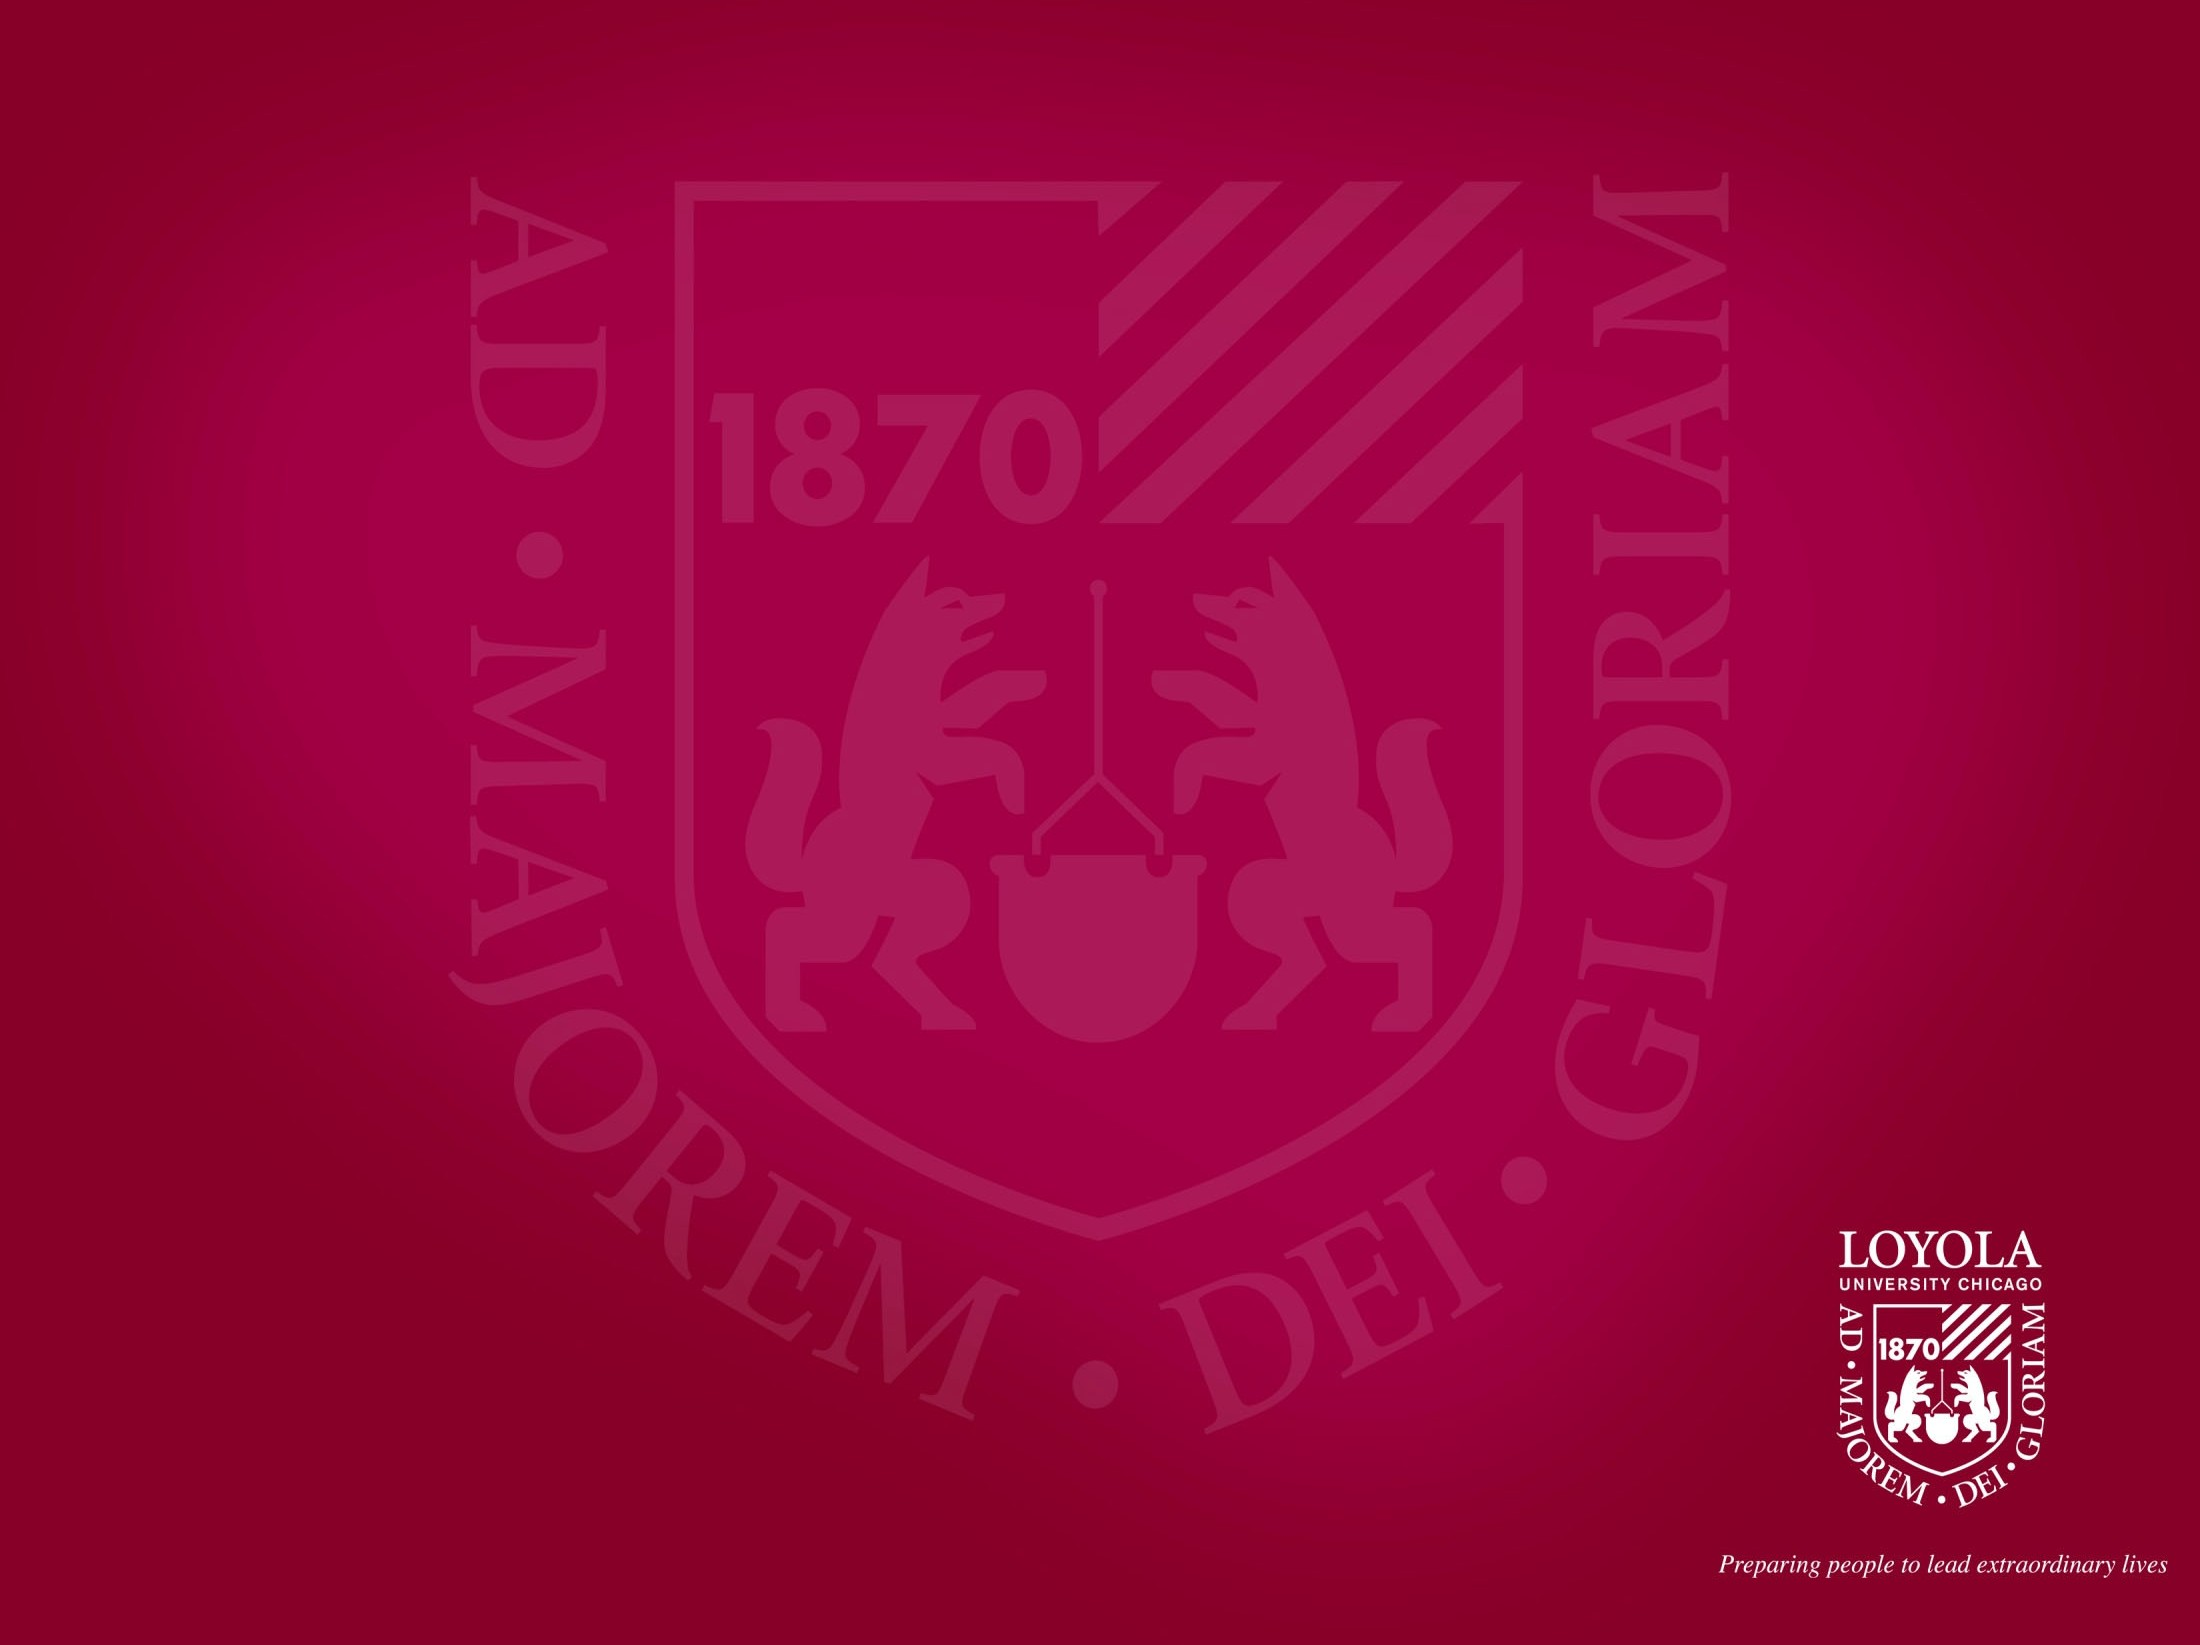 1870
AD • MAJOREM • DEI • GLORIAM
LOYOLA
UNIVERSITY CHICAGO
1870
AD • MAJOREM • DEI • GLORIAM
Preparing people to lead extraordinary lives